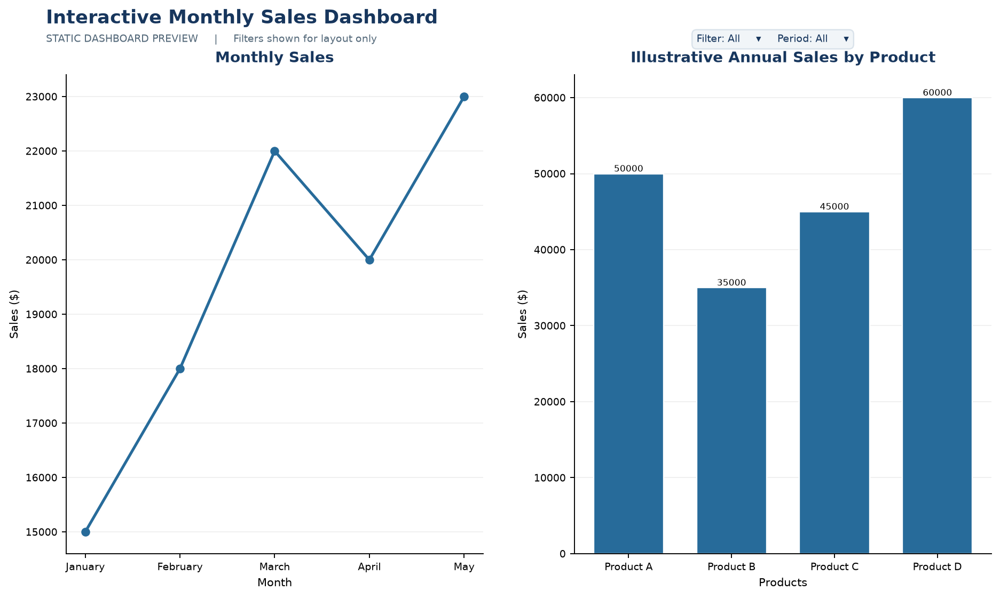 Interactive Monthly Sales Dashboard
STATIC DASHBOARD PREVIEW | Filters shown for layout only
Filter: All ▼ Period: All ▼
Monthly Sales
Sales ($)
23000
22000
21000
20000
19000
18000
17000
16000
15000
January February March April May
Month
Illustrative Annual Sales by Product
Sales ($)
60000
50000
40000
30000
20000
10000
0
50000
35000
45000
60000
Product A Product B Product C Product D
Products